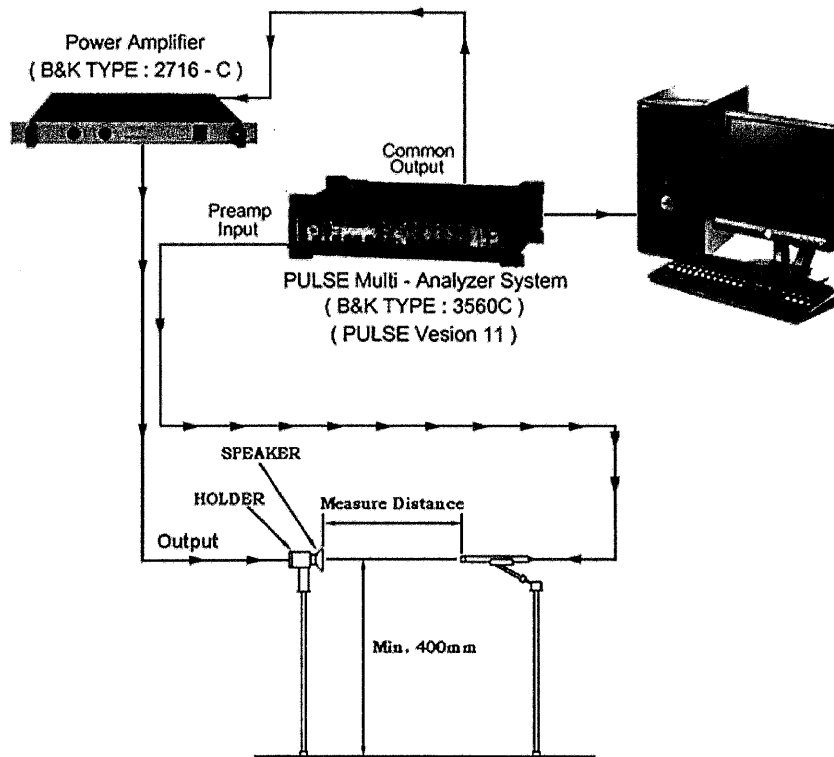 Power Amplifier
( B&K TYPE : 2716 - C )
Common
Output
Preamp
Input
PULSE Multi - Analyzer System
( B&K TYPE : 3560C )
( PULSE Vesion 11 )
SPEAKER
HOLDER
Measure Distance
Output
Min. 400mm